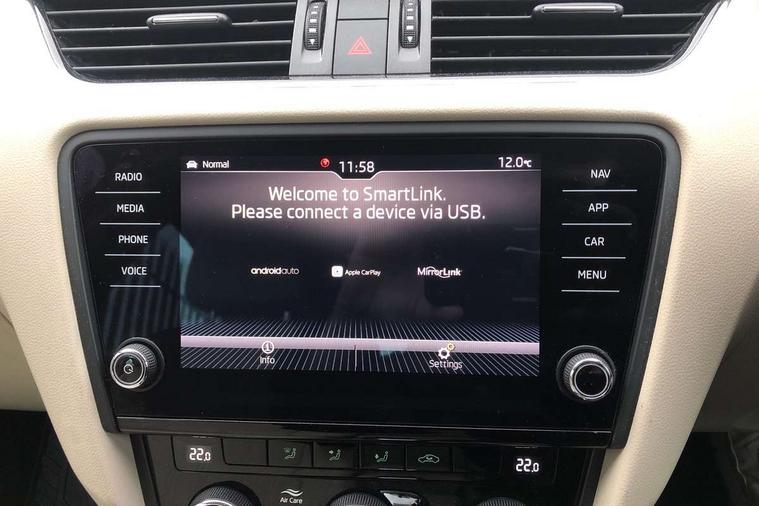 Normal
11:58
12.0°C
RADIO
MEDIA
PHONE
VOICE
Welcome to SmartLink.
Please connect a device via USB.
androidauto
Apple CarPlay
MirrorLink
Info
Settings
NAV
APP
CAR
MENU
22.0
22.0
Air Care